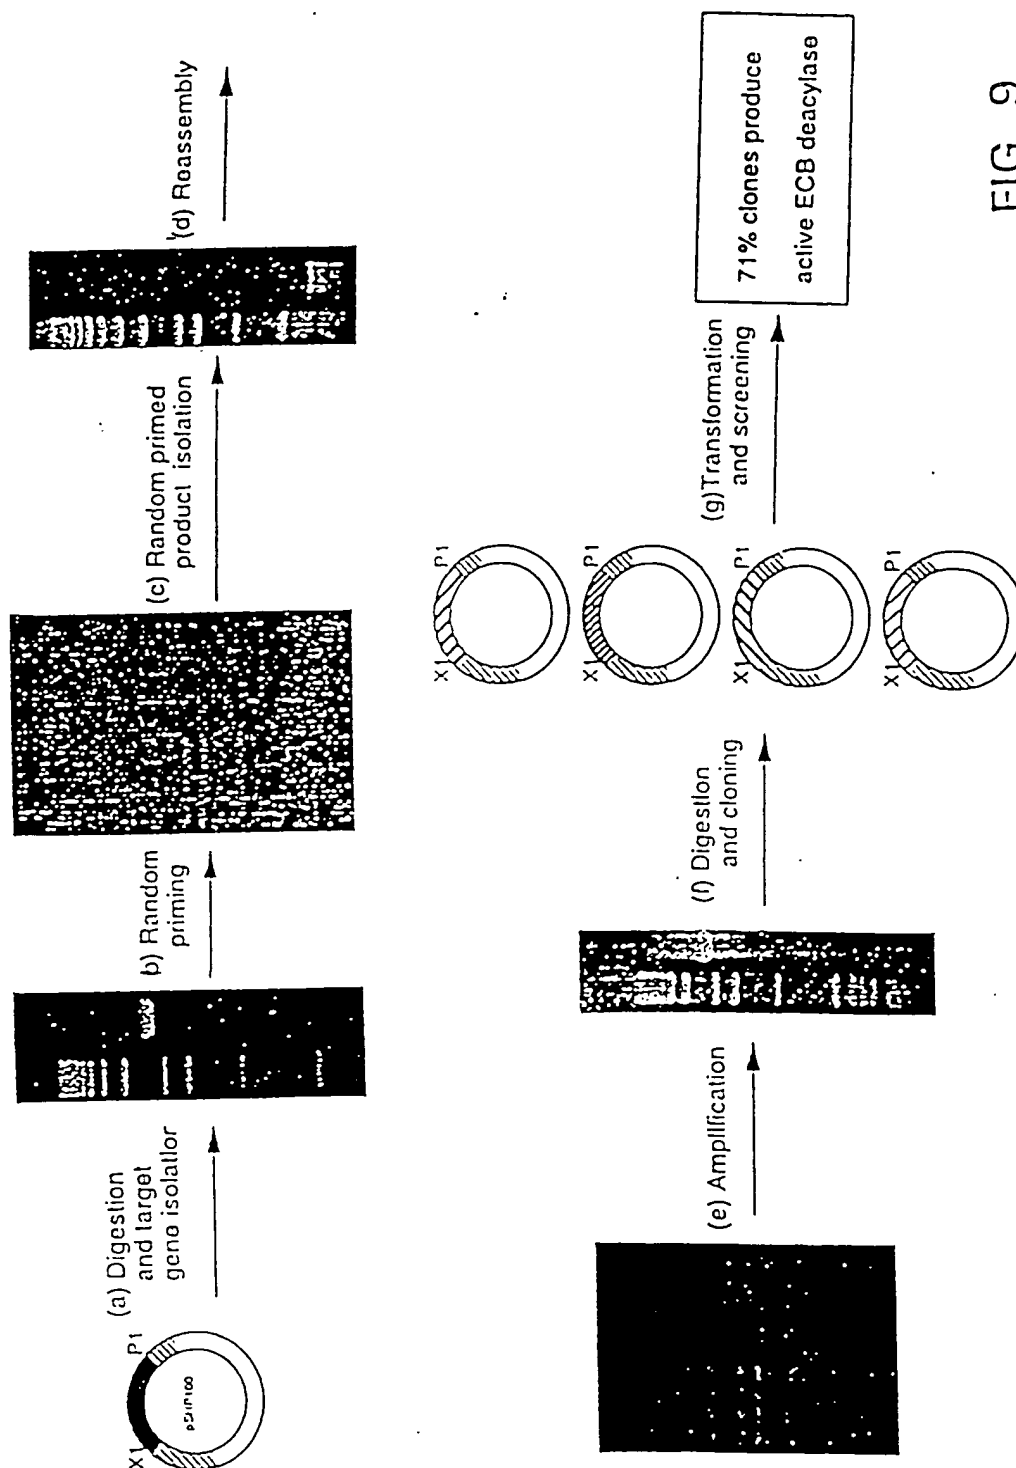 X1 P1
(a) Digestion
and target
gene isolation
b) Random
priming
(c) Random primed
product isolation
(d) Reassembly
(e) Amplification
(f) Digestion
and cloning
X1 P1
X1 P1
X1 P1
X1 P1
(g)Transformation
and screening
71% clones produce
active ECB deacylase
FIG 9